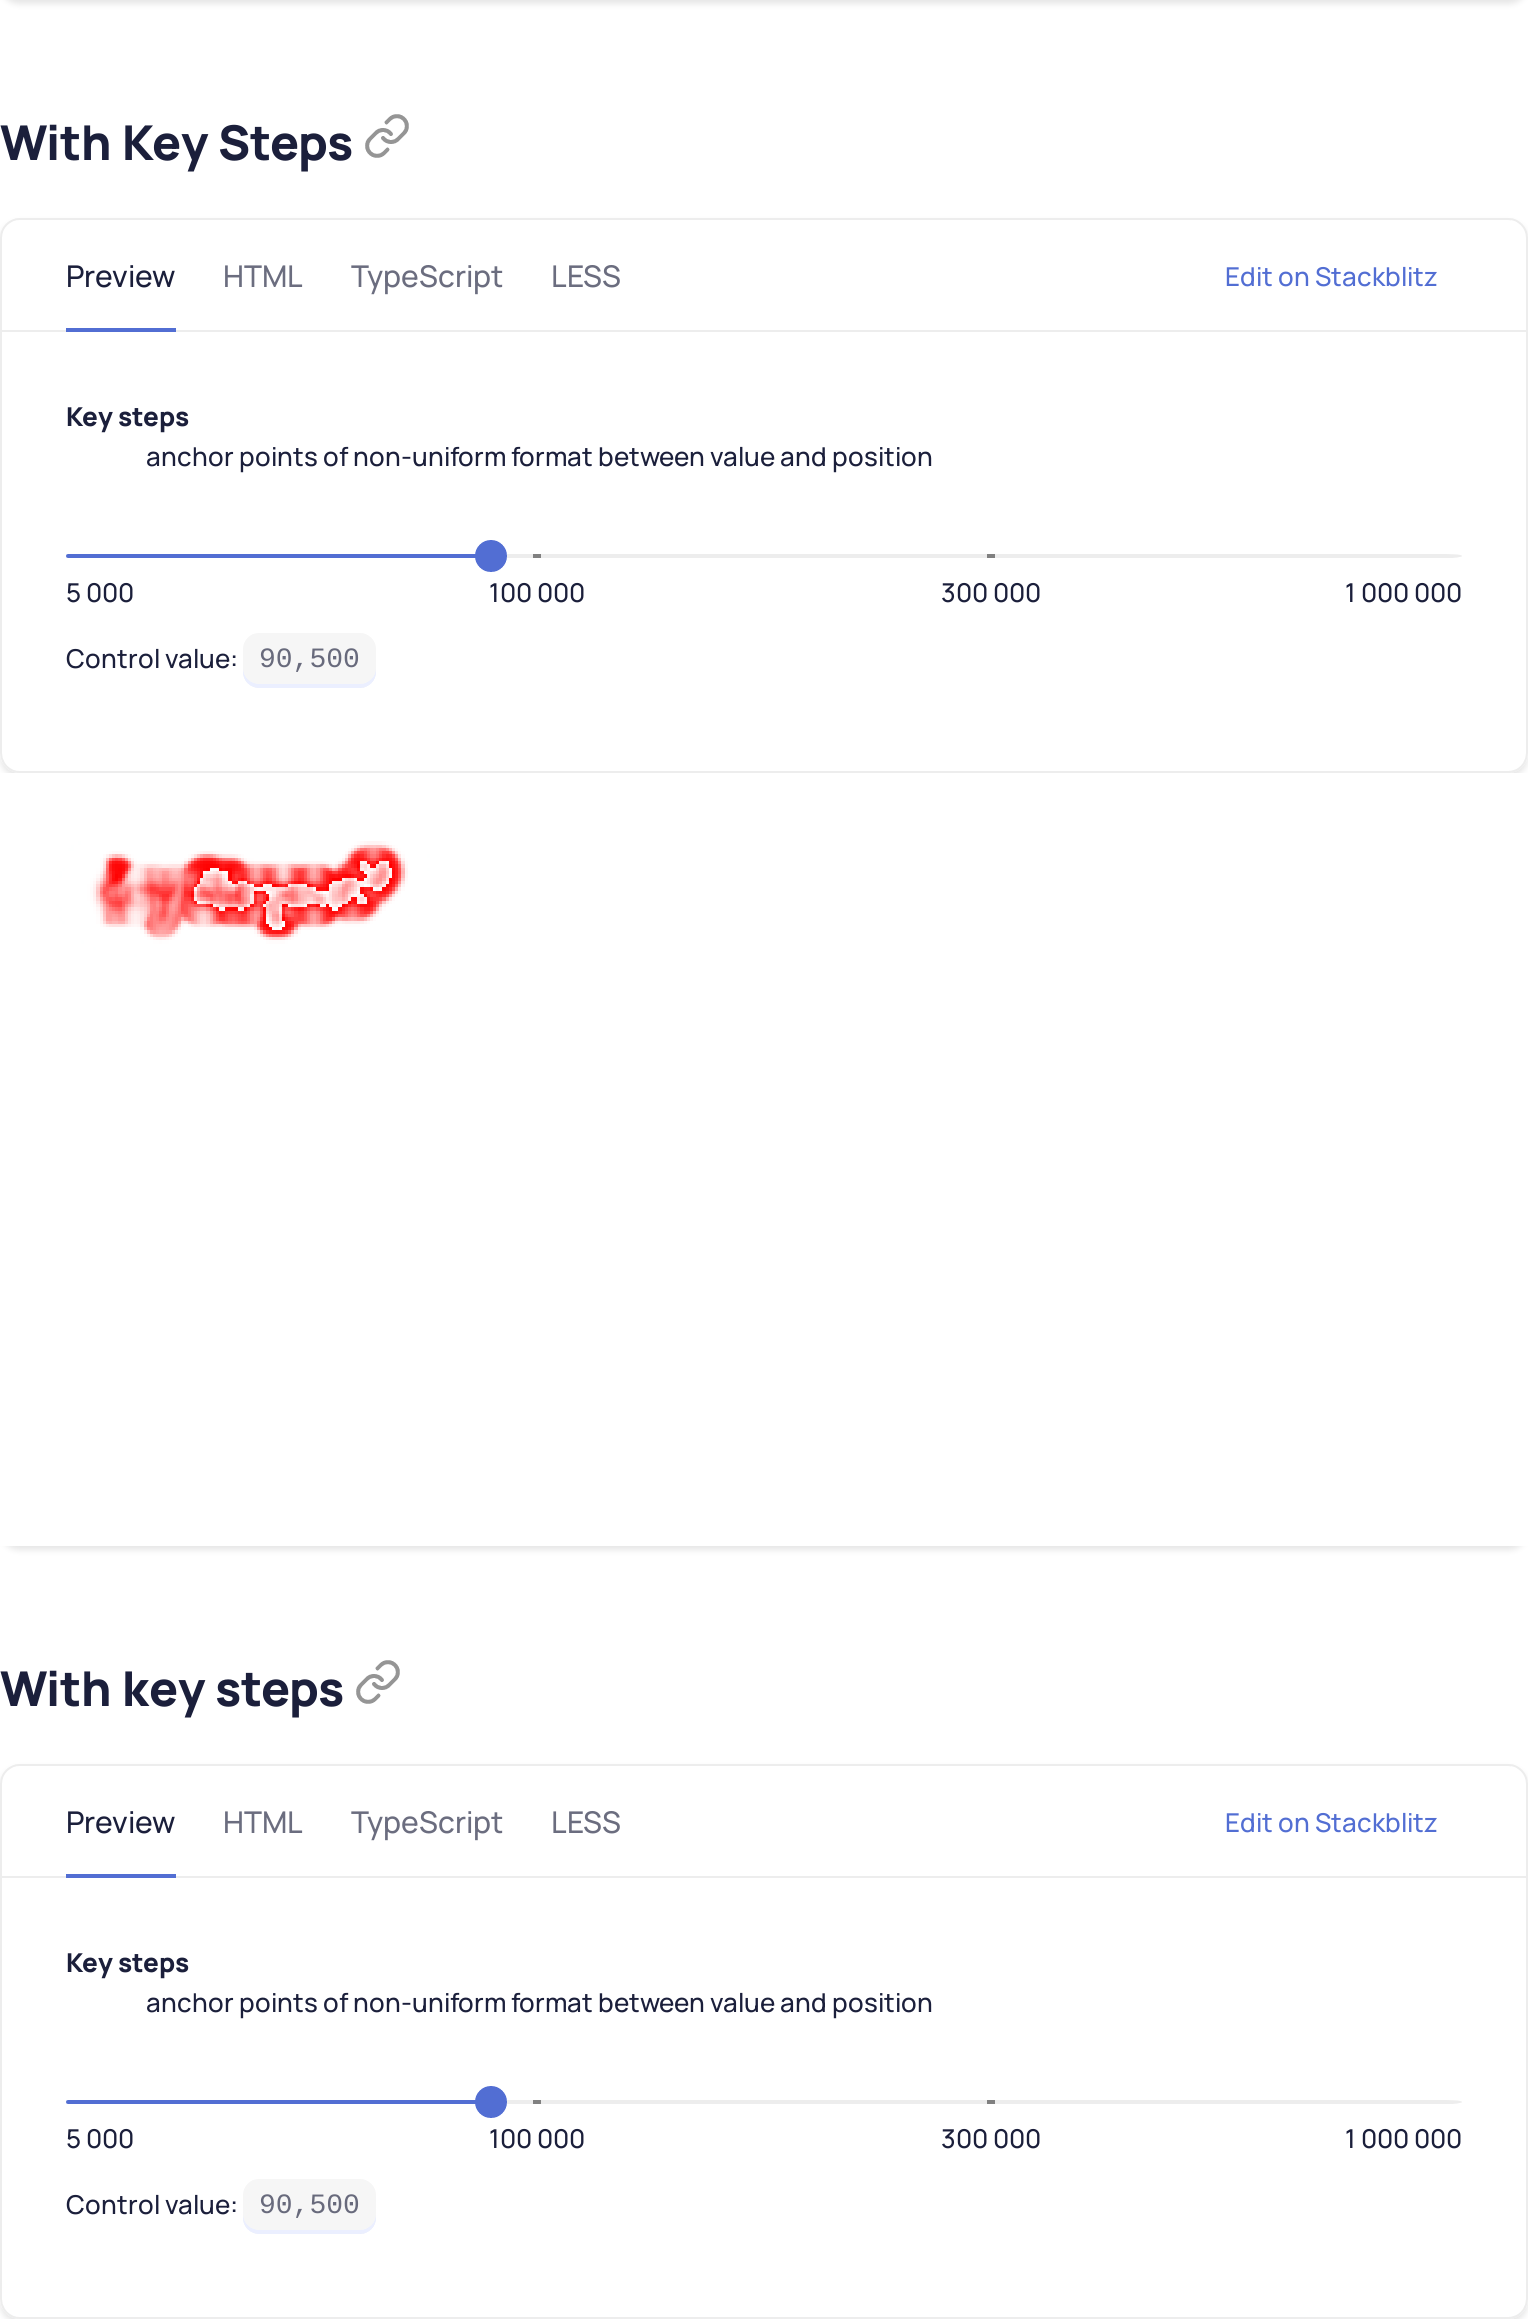 With Key Steps
Preview HTML TypeScript LESS Edit on Stackblitz
Key steps
anchor points of non-uniform format between value and position
5 000 100 000 300 000 1 000 000
Control value: 90,500
With key steps
Preview HTML TypeScript LESS Edit on Stackblitz
Key steps
anchor points of non-uniform format between value and position
5 000 100 000 300 000 1 000 000
Control value: 90,500